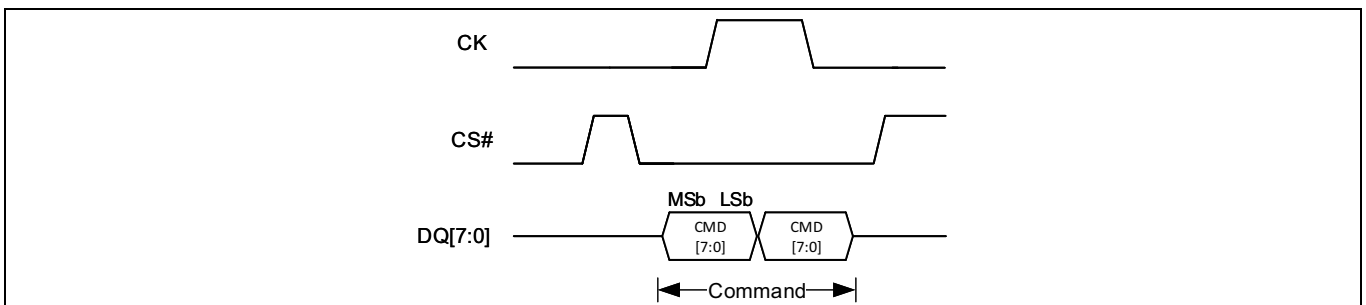 CK
CS#
MSb LSb
DQ[7:0]
CMD CMD
[7:0] [7:0]
Command